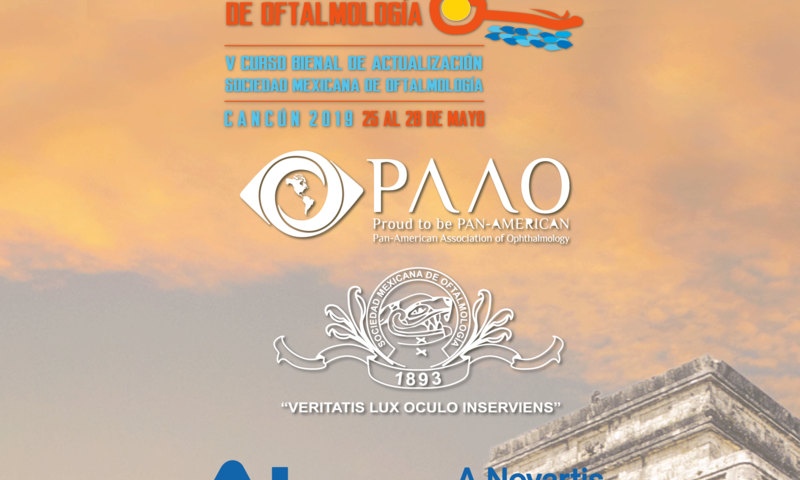 DE OFTALMOLOGÍA
V CURSO BIENAL DE ACTUALIZACIÓN
SOCIEDAD MEXICANA DE OFTALMOLOGÍA
CANCÚN 2019 25 AL 28 DE MAYO
PAAO
Proud to be PAN-AMERICAN
Pan-American Association of Ophthalmology
SOCIEDAD MEXICANA DE OFTALMOLOGIA
1893
“VERITATIS LUX OCULO INSERVIENS”
A Novartis